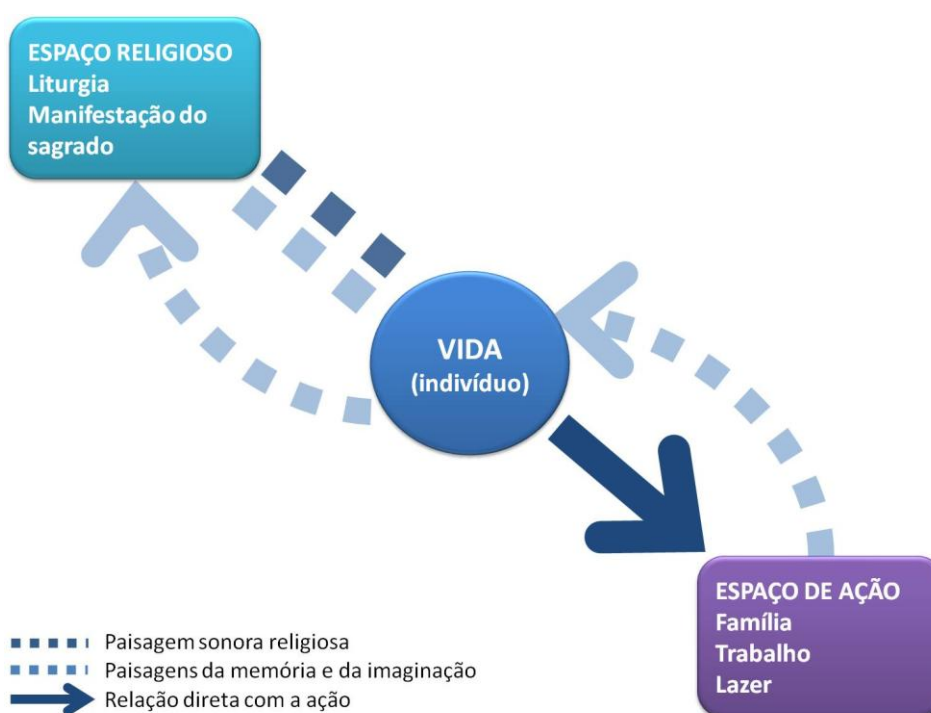 ESPAÇO RELIGIOSO
Liturgia
Manifestação do
sagrado
VIDA
(indivíduo)
ESPAÇO DE AÇÃO
Família
Trabalho
Lazer
Paisagem sonora religiosa
Paisagens da memória e da imaginação
Relação direta com a ação